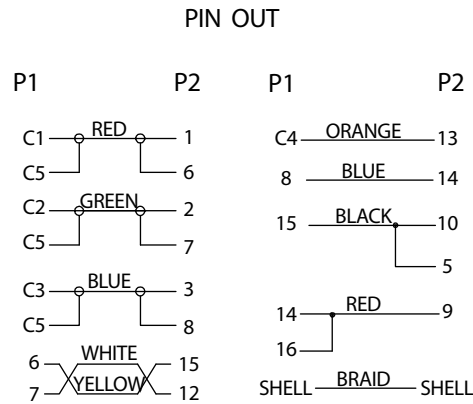 PIN OUT
P1 P2
C1 RED 1
C5 6
C2 GREEN 2
C5 7
C3 BLUE 3
C5 8
6 WHITE 15
7 YELLOW 12
P1 P2
C4 ORANGE 13
8 BLUE 14
15 BLACK 10
5
14 RED 9
16
SHELL BRAID SHELL